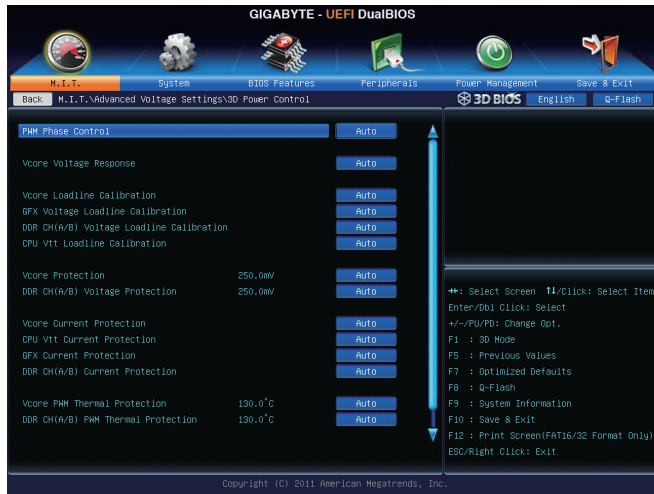 GIGABYTE - UEFI DualBIOS
M.I.T. System BIOS Features Peripherals Power Management Save & Exit
Back M.I.T.\Advanced Voltage Settings\3D Power Control 3D BIOS English Q-Flash
PWM Phase Control Auto
Vcore Voltage Response Auto
Vcore Loadline Calibration Auto
GFX Voltage Loadline Calibration Auto
DDR CH(A/B) Voltage Loadline Calibration Auto
CPU Vtt Loadline Calibration Auto
Vcore Protection 250.0mV Auto
DDR CH(A/B) Voltage Protection 250.0mV Auto
Vcore Current Protection Auto
CPU Vtt Current Protection Auto
GFX Current Protection Auto
DDR CH(A/B) Current Protection Auto
Vcore PWM Thermal Protection 130.0°C Auto
DDR CH(A/B) PWM Thermal Protection 130.0°C Auto
→←: Select Screen ↑↓/Click: Select Item
Enter/Dbl Click: Select
+/-/PU/PD: Change Opt.
F1 : 3D Mode
F5 : Previous Values
F7 : Optimized Defaults
F8 : Q-Flash
F9 : System Information
F10 : Save & Exit
F12 : Print Screen(FAT16/32 Format Only)
ESC/Right Click: Exit
Copyright (C) 2011 American Megatrends, Inc.